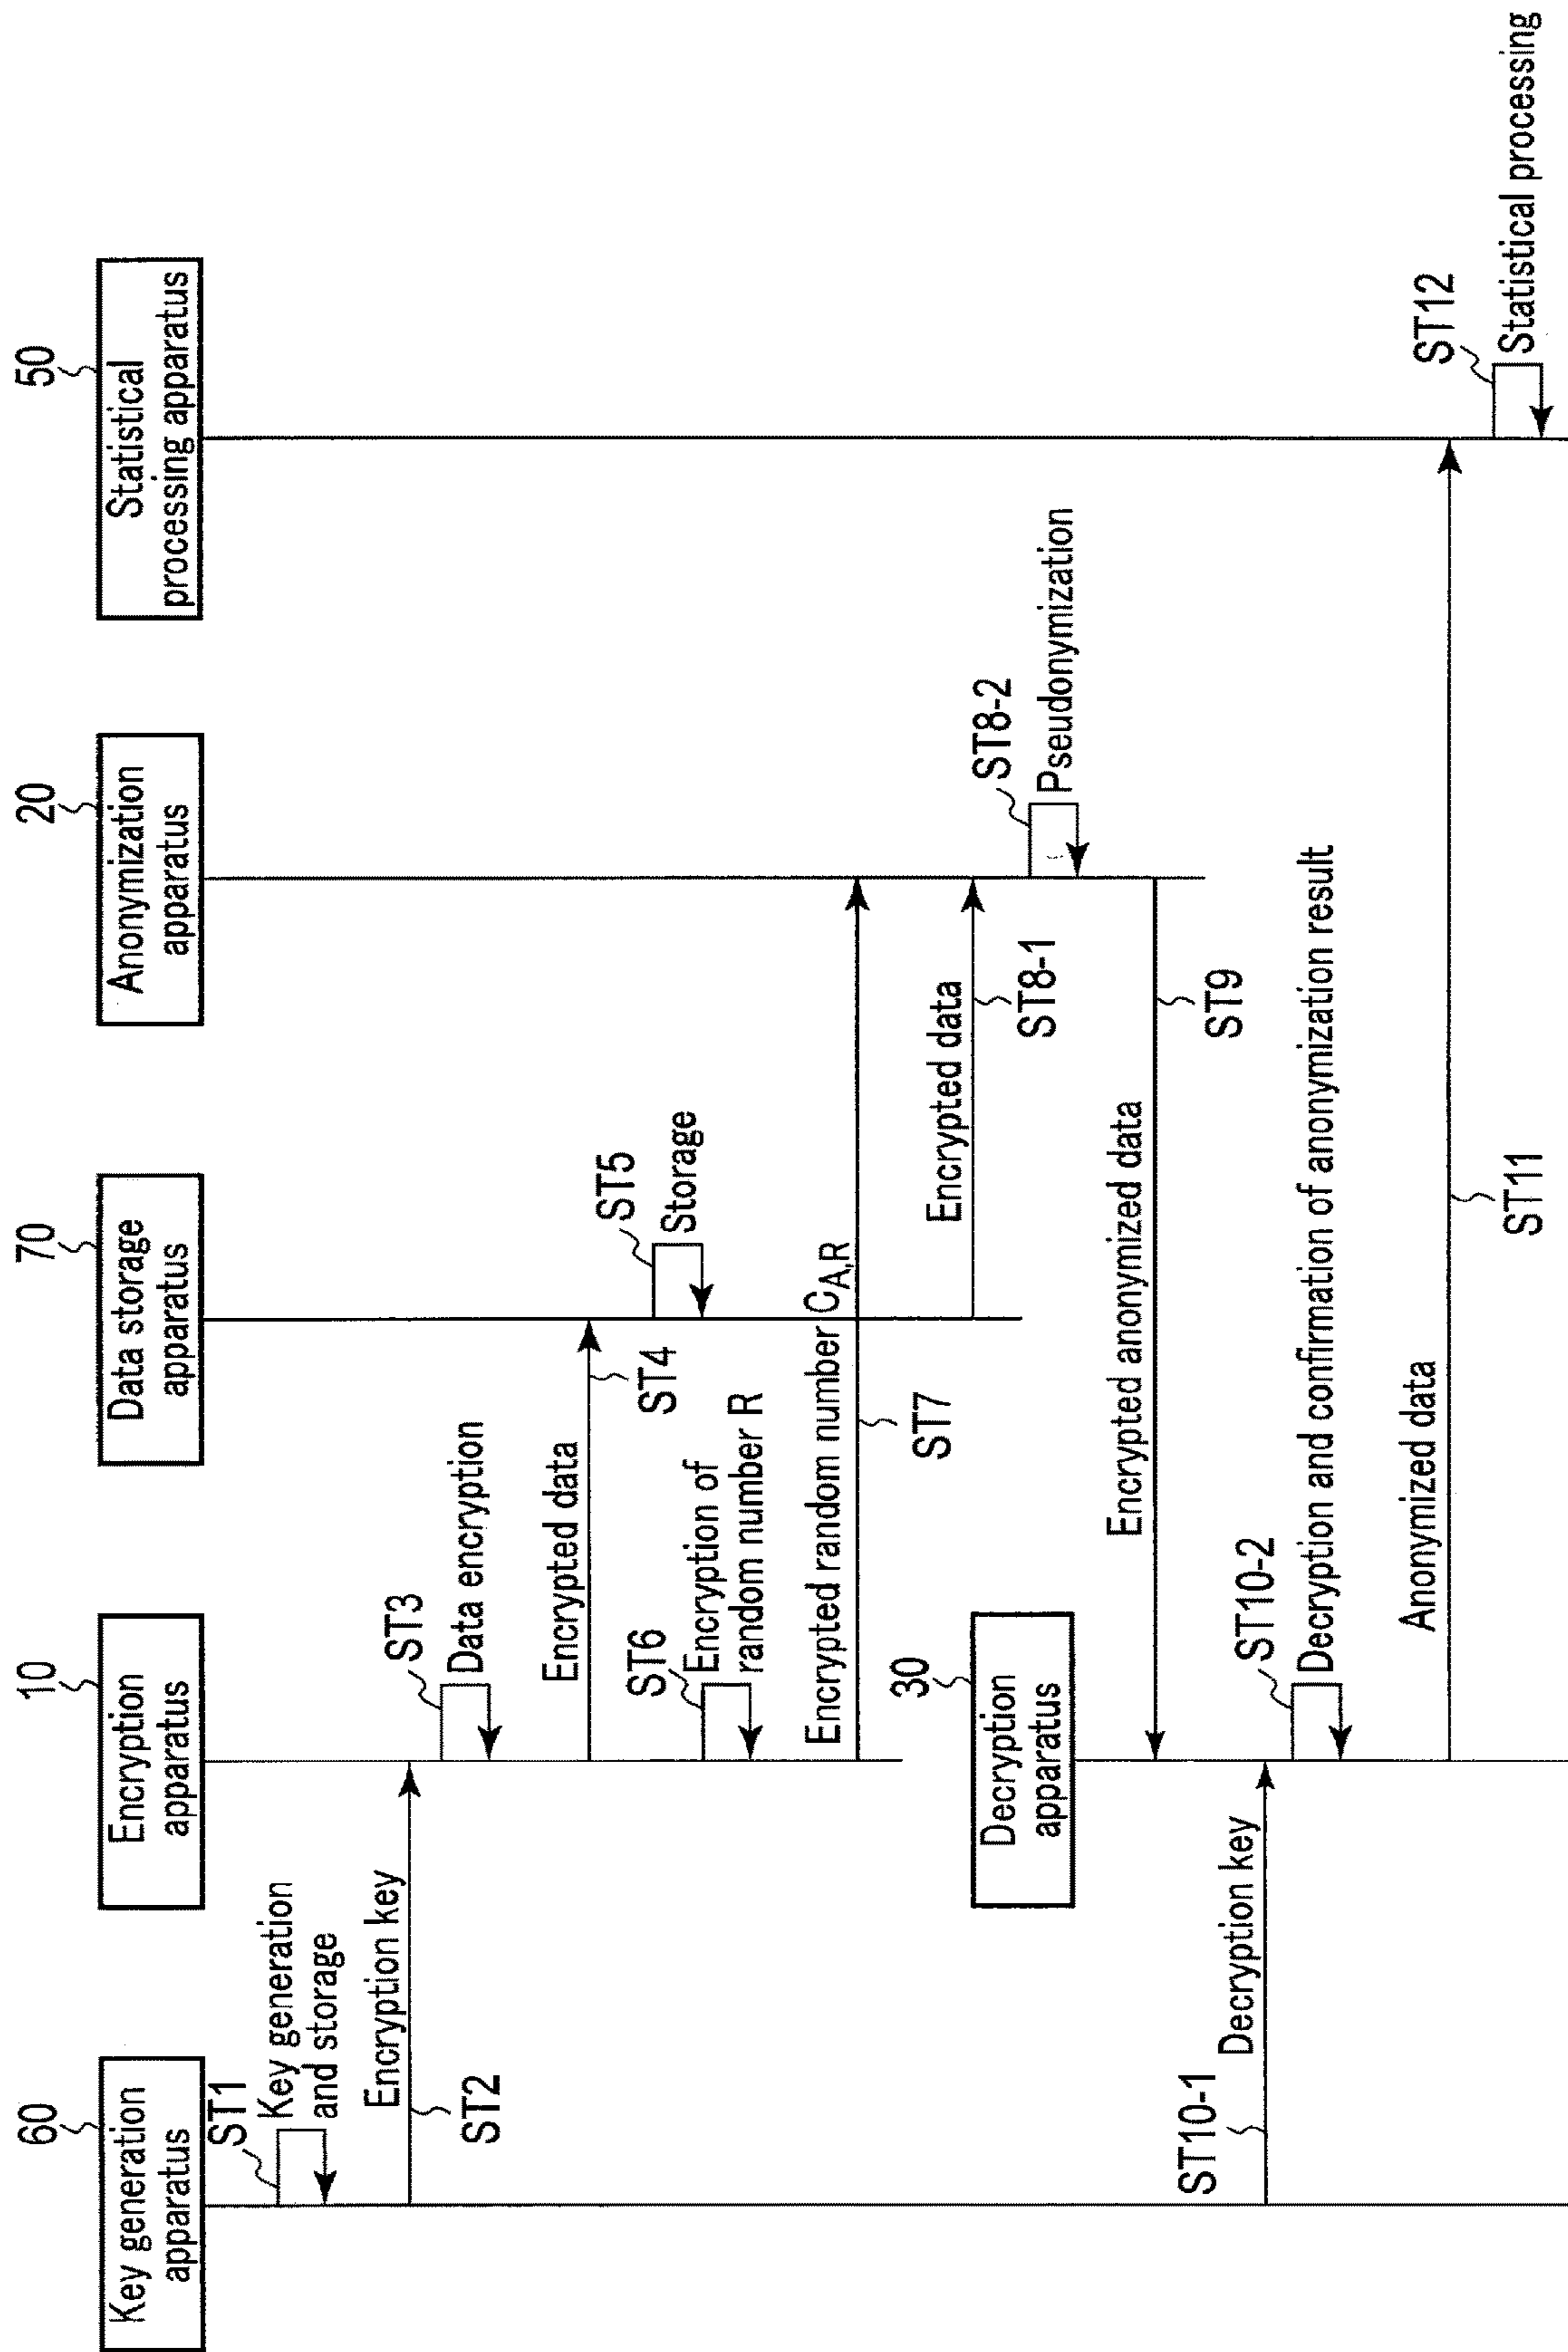 60
Key generation
apparatus
10
Encryption
apparatus
70
Data storage
apparatus
20
Anonymization
apparatus
50
Statistical
processing apparatus
ST1
Key generation
and storage
Encryption key
ST2
ST3
Data encryption
Encrypted data
ST4
ST5
Storage
ST6
Encryption of
random number R
Encrypted random number C_{A,R}
ST7
Encrypted data
ST8-1
ST8-2
Pseudonymization
Encrypted anonymized data
ST9
30
Decryption
apparatus
ST10-1
Decryption key
ST10-2
Decryption and confirmation of anonymization result
Anonymized data
ST11
ST12
Statistical processing